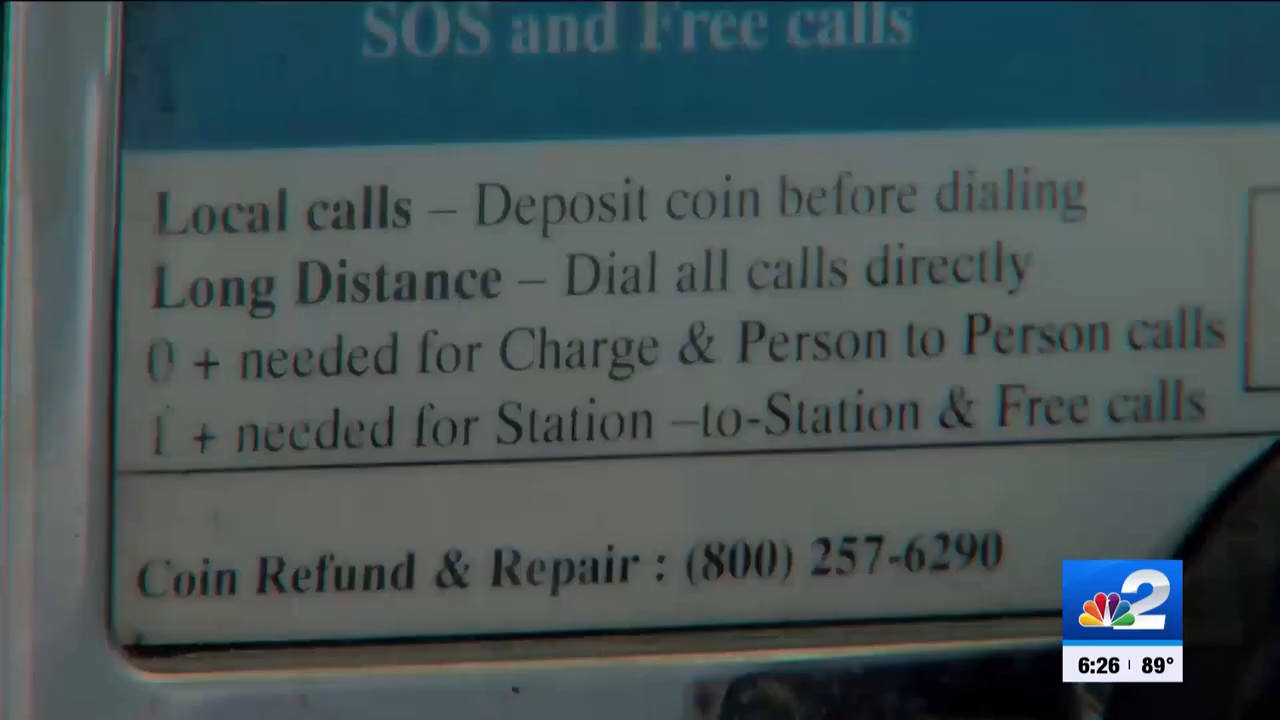 SOS and Free calls
Local calls – Deposit coin before dialing
Long Distance – Dial all calls directly
0 + needed for Charge & Person to Person calls
1 + needed for Station –to-Station & Free calls
Coin Refund & Repair : (800) 257-6290
2
6:26 89°